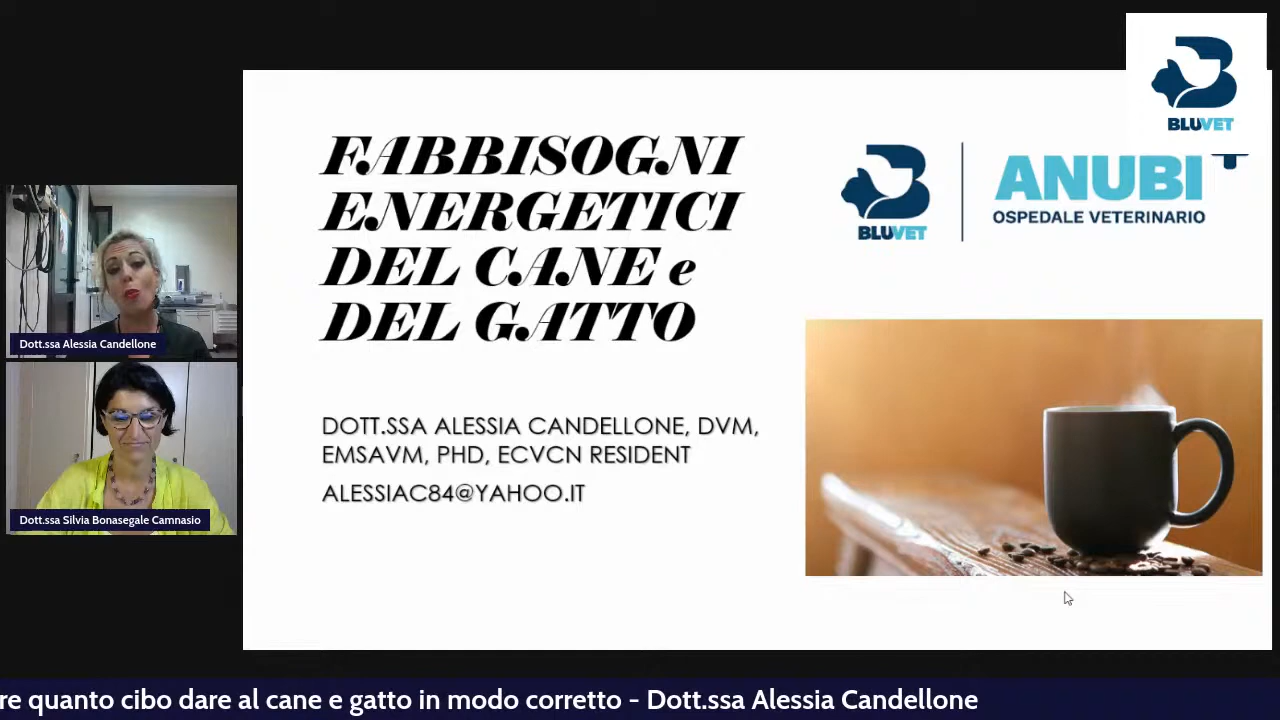 BLUVET
FABBISOGNI
ENERGETICI
DEL CANE e
DEL GATTO
BLUVET
ANUBI
OSPEDALE VETERINARIO
DOTT.SSA ALESSIA CANDELLONE, DVM,
EMSAVM, PHD, ECVCN RESIDENT
ALESSIAC84@YAHOO.IT
Dott.ssa Alessia Candellone
Dott.ssa Silvia Bonasegale Camnasio
re quanto cibo dare al cane e gatto in modo corretto - Dott.ssa Alessia Candellone